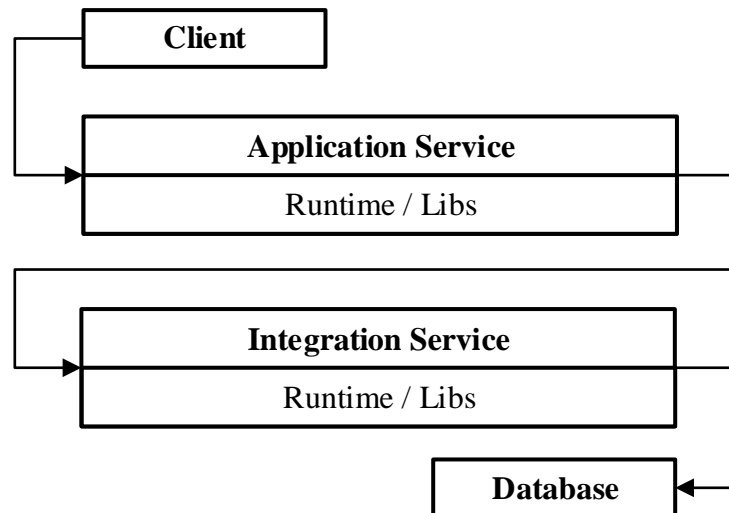 Client
Application Service
Runtime / Libs
Integration Service
Runtime / Libs
Database